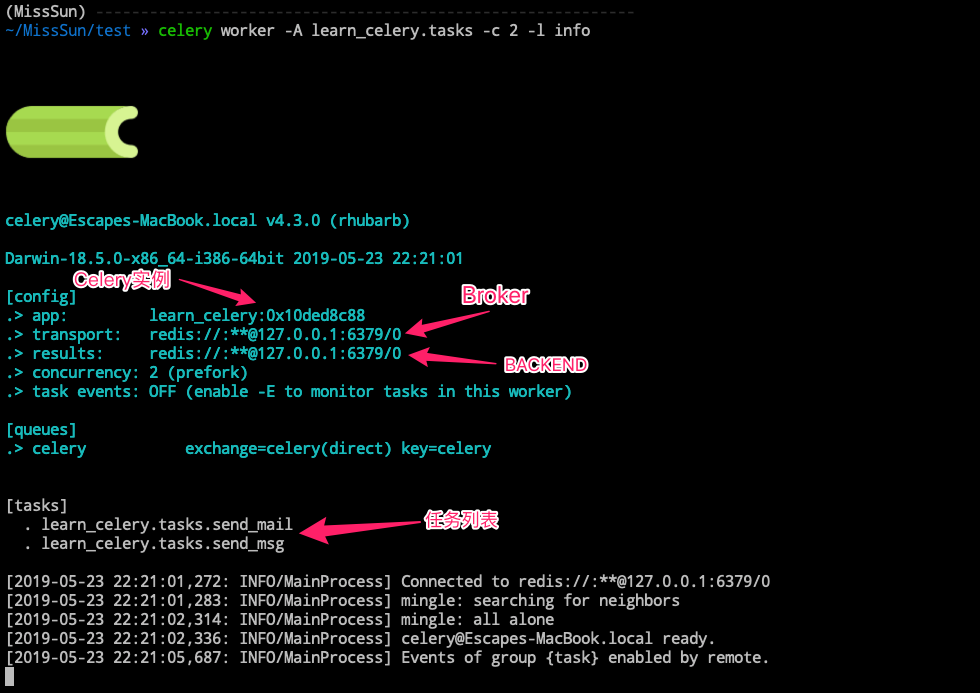 (MissSun) ------------------------------------------------------------
~/MissSun/test » celery worker -A learn_celery.tasks -c 2 -l info
celery@Escapes-MacBook.local v4.3.0 (rhubarb)
Darwin-18.5.0-x86_64-i386-64bit 2019-05-23 22:21:01
Celery实例
[config]
Broker
.> app:         learn_celery:0x10ded8c88
.> transport:   redis://:**@127.0.0.1:6379/0
.> results:     redis://:**@127.0.0.1:6379/0
BACKEND
.> concurrency: 2 (prefork)
.> task events: OFF (enable -E to monitor tasks in this worker)
[queues]
.> celery           exchange=celery(direct) key=celery
[tasks]
  . learn_celery.tasks.send_mail
任务列表
  . learn_celery.tasks.send_msg
[2019-05-23 22:21:01,272: INFO/MainProcess] Connected to redis://:**@127.0.0.1:6379/0
[2019-05-23 22:21:01,283: INFO/MainProcess] mingle: searching for neighbors
[2019-05-23 22:21:02,314: INFO/MainProcess] mingle: all alone
[2019-05-23 22:21:02,336: INFO/MainProcess] celery@Escapes-MacBook.local ready.
[2019-05-23 22:21:05,687: INFO/MainProcess] Events of group {task} enabled by remote.